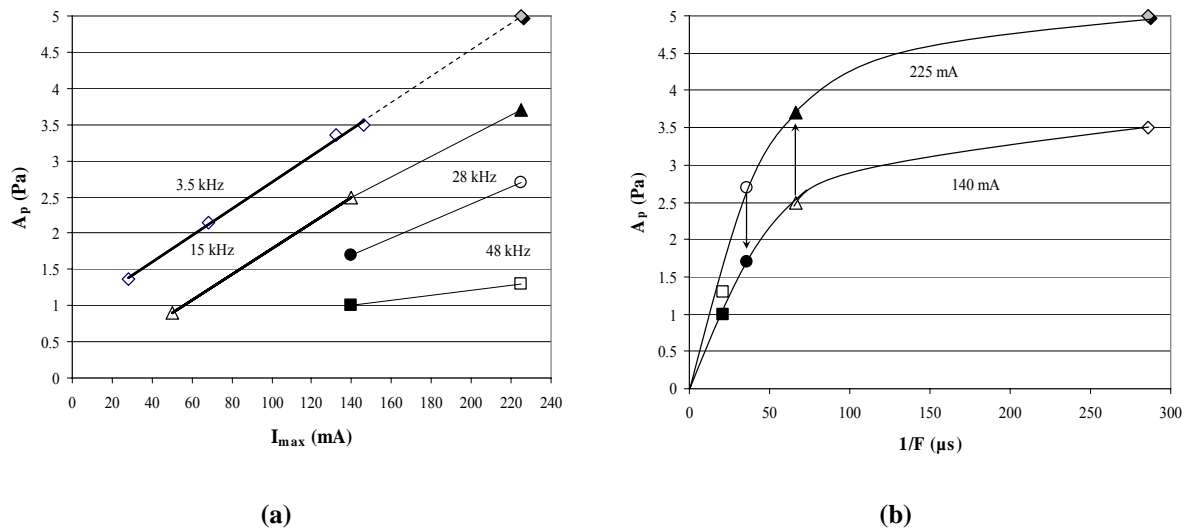 5
4.5
4
3.5
3
2.5
2
1.5
1
0.5
0
A_p (Pa)
3.5 kHz
15 kHz
28 kHz
48 kHz
0 20 40 60 80 100 120 140 160 180 200 220 240
I_max (mA)
(a)
5
4.5
4
3.5
3
2.5
2
1.5
1
0.5
0
A_p (Pa)
225 mA
140 mA
0 50 100 150 200 250 300
1/F (µs)
(b)